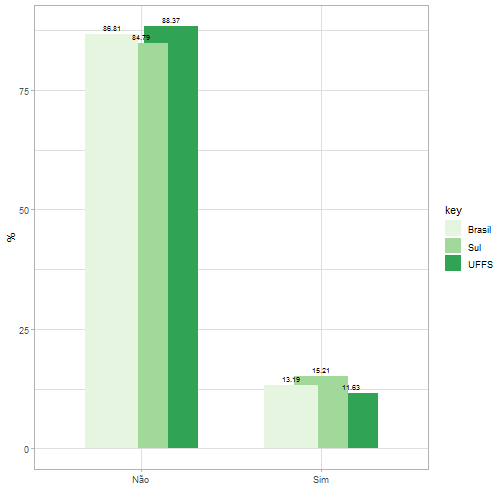 88.37
86.81
84.79
75
50
key
Brasil
Sul
UFFS
%
25
15.21
13.19
11.63
0
Não
Sim